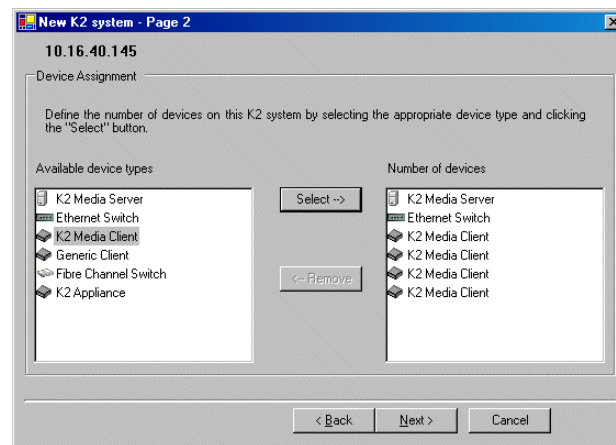 New K2 system - Page 2
10.16.40.145
Device Assignment
Define the number of devices on this K2 system by selecting the appropriate device type and clicking
the "Select" button.
Available device types
K2 Media Server
Ethernet Switch
K2 Media Client
Generic Client
Fibre Channel Switch
K2 Appliance
Select -->
<-- Remove
Number of devices
K2 Media Server
Ethernet Switch
K2 Media Client
K2 Media Client
K2 Media Client
K2 Media Client
< Back
Next >
Cancel